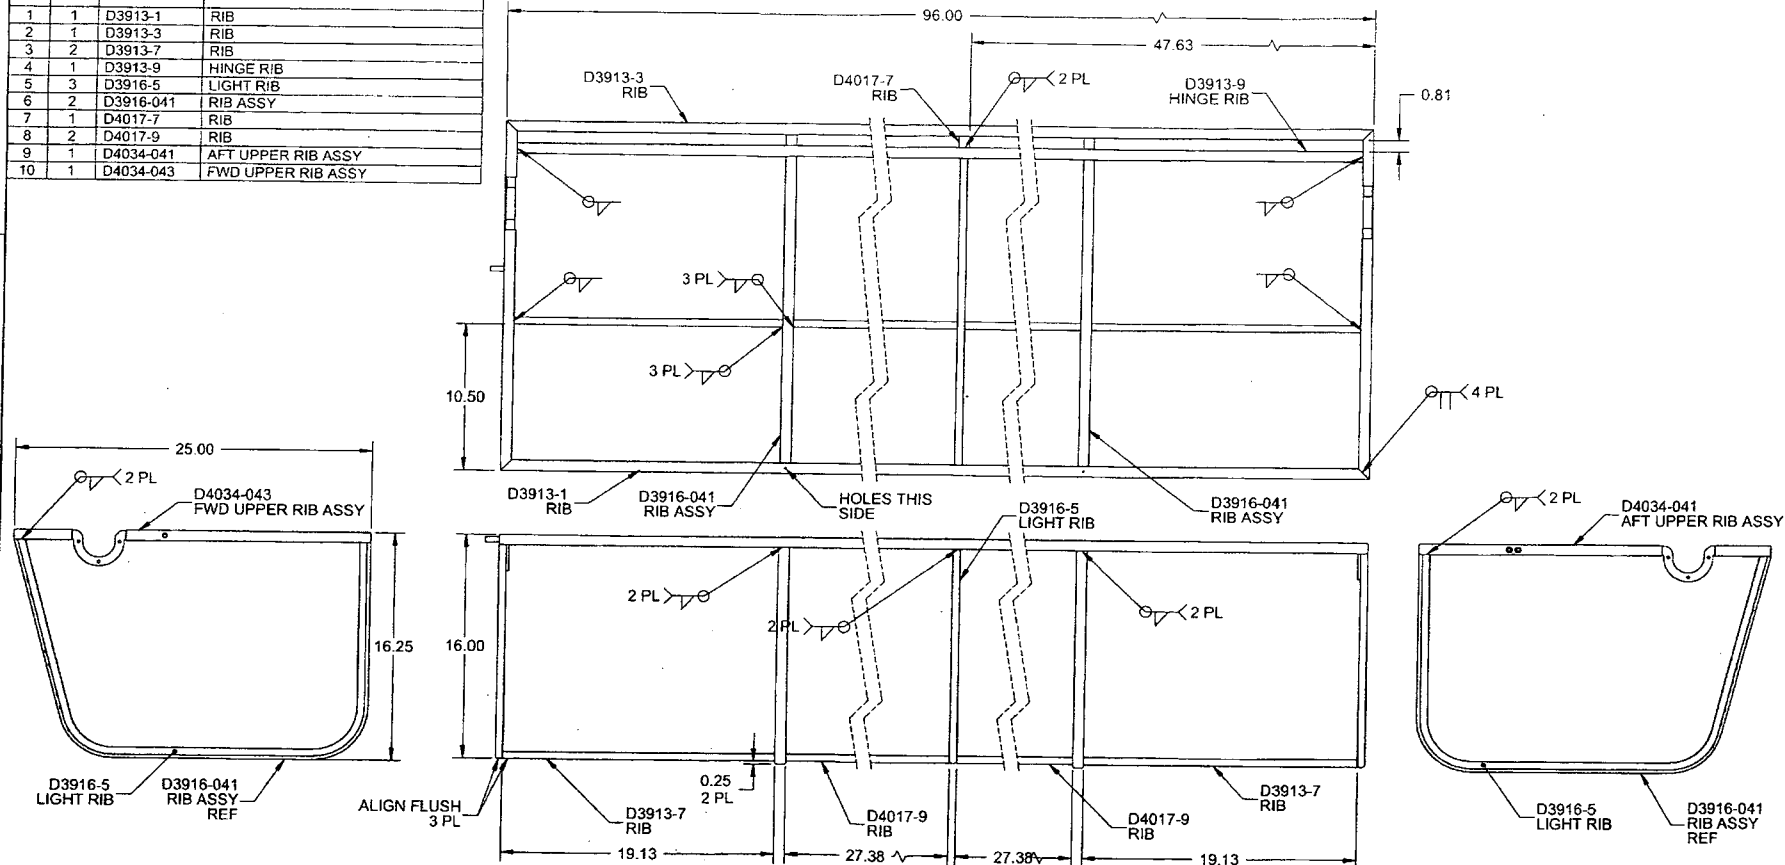 1 1 D3913-1 RIB
2 1 D3913-3 RIB
3 2 D3913-7 RIB
4 1 D3913-9 HINGE RIB
5 3 D3916-5 LIGHT RIB
6 2 D3916-041 RIB ASSY
7 1 D4017-7 RIB
8 2 D4017-9 RIB
9 1 D4034-041 AFT UPPER RIB ASSY
10 1 D4034-043 FWD UPPER RIB ASSY
96.00
47.63
D3913-3
RIB
D4017-7
RIB
2 PL
D3913-9
HINGE RIB
0.81
3 PL
3 PL
10.50
4 PL
D3913-1
RIB
D3916-041
RIB ASSY
HOLES THIS
SIDE
D3916-5
LIGHT RIB
D3916-041
RIB ASSY
25.00
2 PL
D4034-043
FWD UPPER RIB ASSY
16.25
D3916-5
LIGHT RIB
D3916-041
RIB ASSY
REF
16.00
2 PL
2 PL
2 PL
ALIGN FLUSH
3 PL
D3913-7
RIB
0.25
2 PL
D4017-9
RIB
D4017-9
RIB
D3913-7
RIB
19.13
27.38
27.38
19.13
2 PL
D4034-041
AFT UPPER RIB ASSY
D3916-5
LIGHT RIB
D3916-041
RIB ASSY
REF